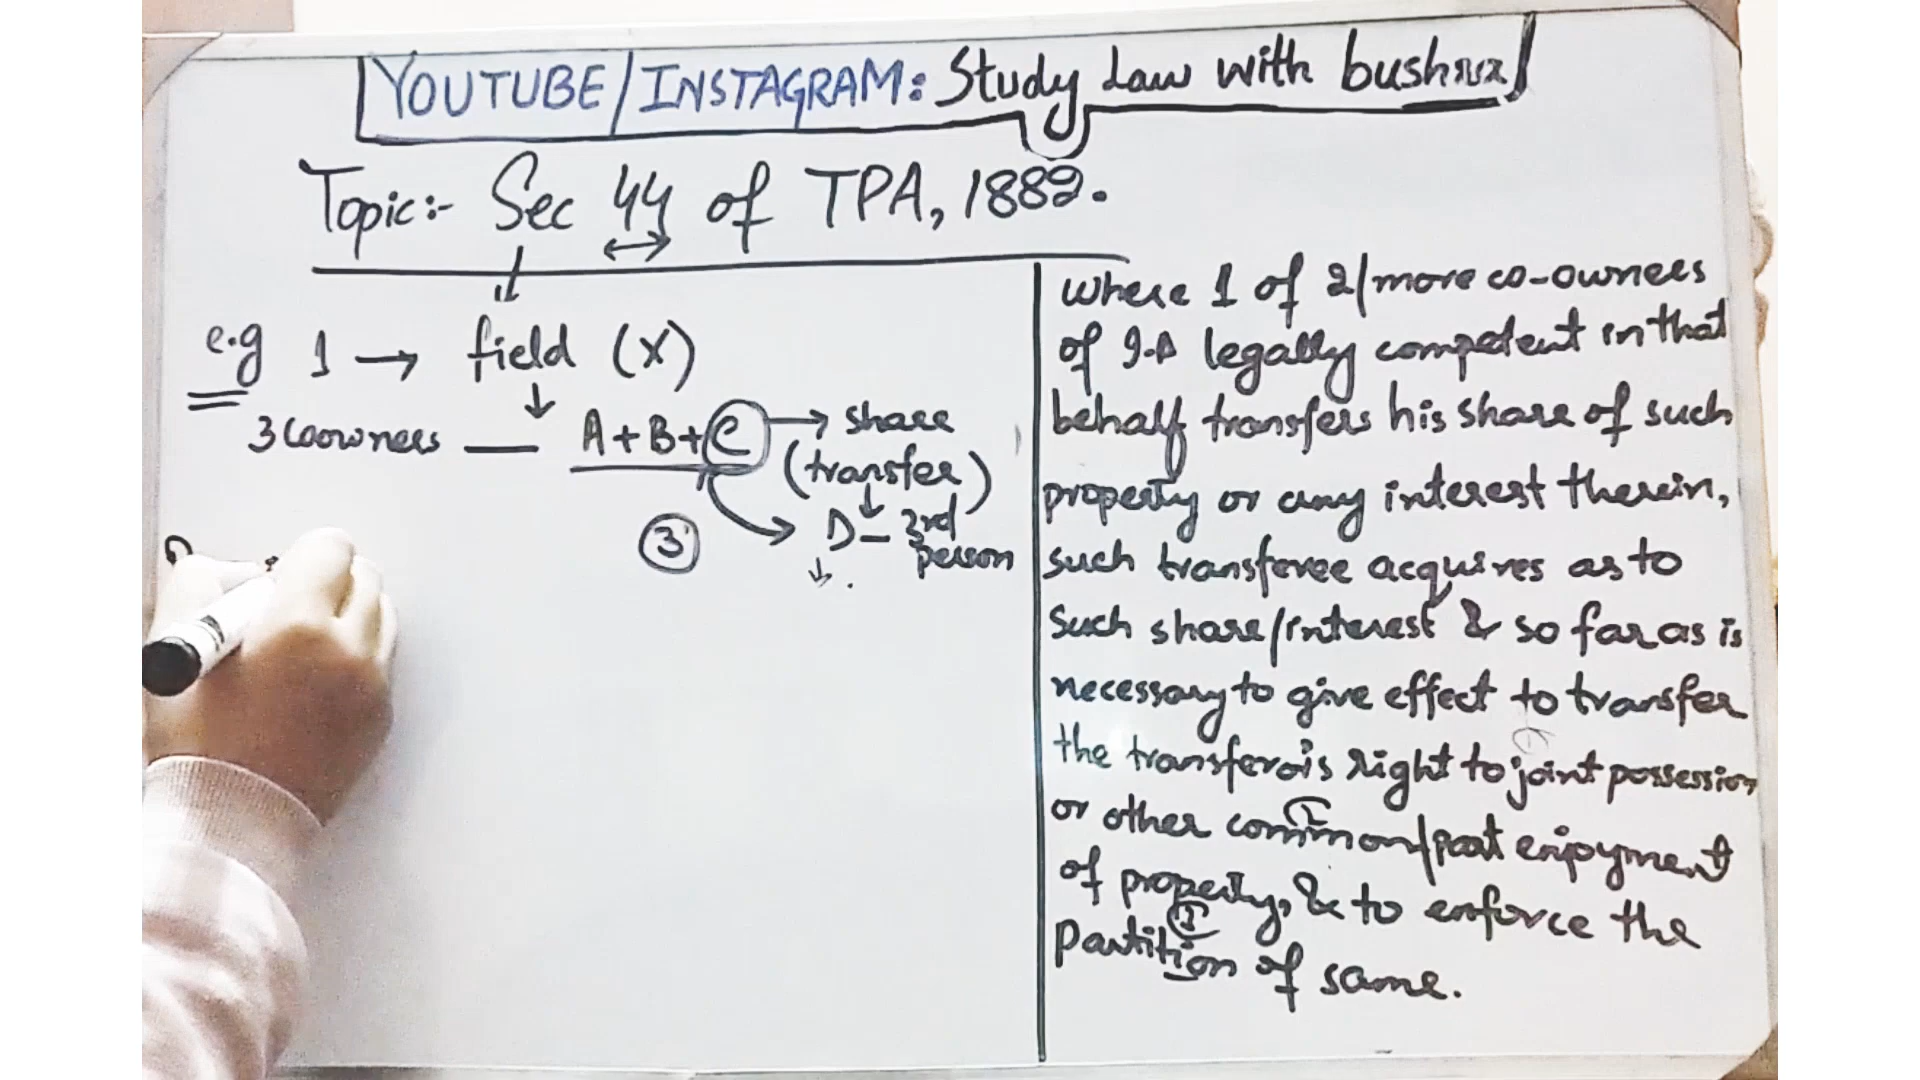 YOUTUBE/INSTAGRAM: Study Law with bushra
Topic:- Sec 44 of TPA, 1882.
e.g 1 → field (X)
↓
3 Coowners — A+B+C → share
(transfer)
↓
③ D — 3rd
person
↓
Where 1 of 2/more co-owners
of I.P legally competent in that
behalf transfers his share of such
property or any interest therein,
such transferee acquires as to
such share/interest & so far as is
necessary to give effect to transfer
the transferor's right to joint possession
or other common/part enjoyment
of property, & to enforce the
partition of same.